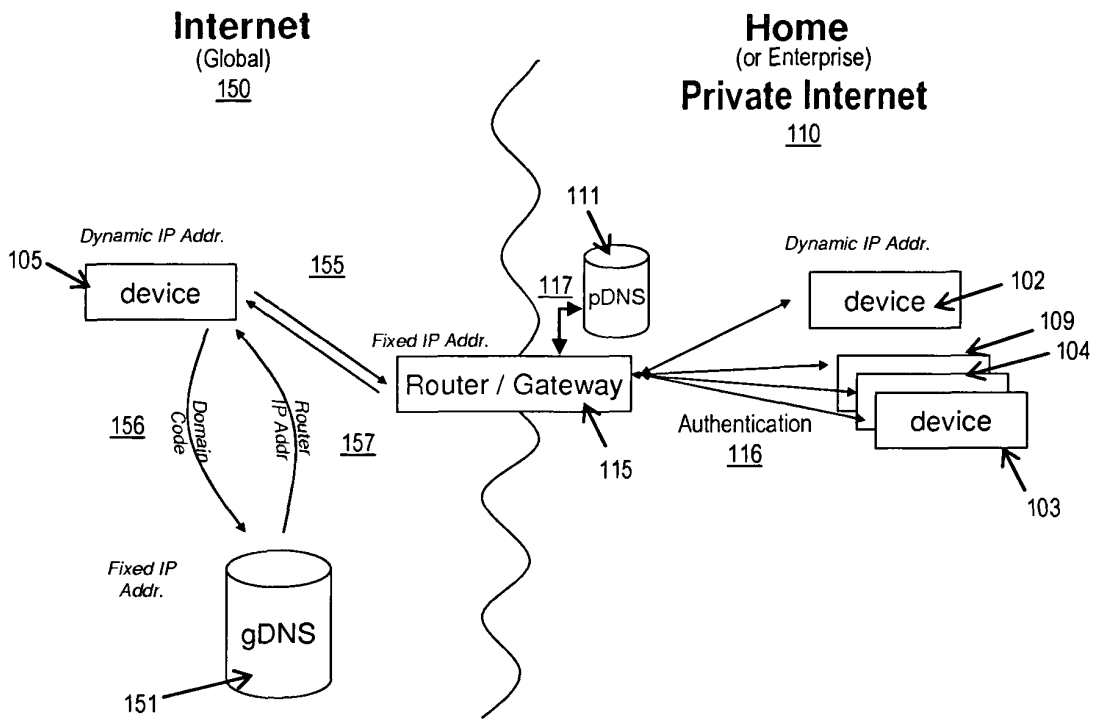 Internet
(Global)
150
Home
(or Enterprise)
Private Internet
110
111
Dynamic IP Addr.
105
device
155
117
pDNS
Dynamic IP Addr.
device
102
109
104
Fixed IP Addr.
Router / Gateway
115
Authentication
116
device
103
156
Domain
Code
Router
IP Addr
157
Fixed IP
Addr.
gDNS
151